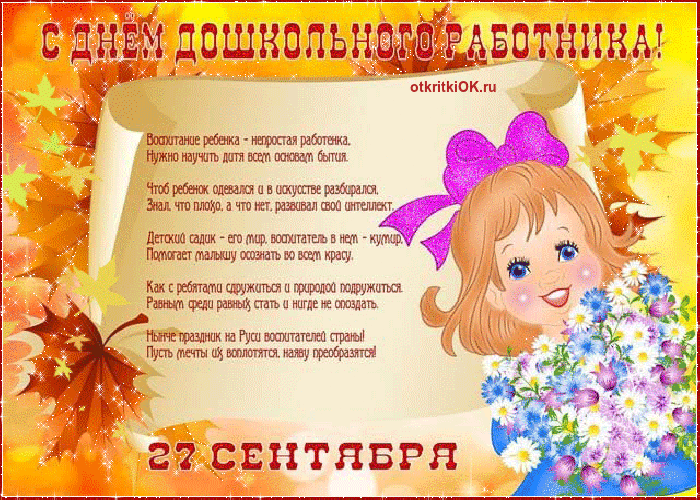 С ДНЁМ ДОШКОЛЬНОГО РАБОТНИКА!
otkritkiOK.ru
Воспитание ребенка - непростая работенка,
Нужно научить дитя всем основам бытия.
Чтоб ребенок одевался и в искусстве разбирался,
Знал, что плохо, а что нет, развивал свой интеллект.
Детский садик - его мир, воспитатель в нем - кумир,
Помогает малышу осознать во всем красу.
Как с ребятами сдружиться и природой подружиться.
Равным среди равных стать и нигде не опоздать.
Нынче праздник на Руси воспитателей страны!
Пусть мечты их воплотятся, наяву преобразятся!
27 СЕНТЯБРЯ